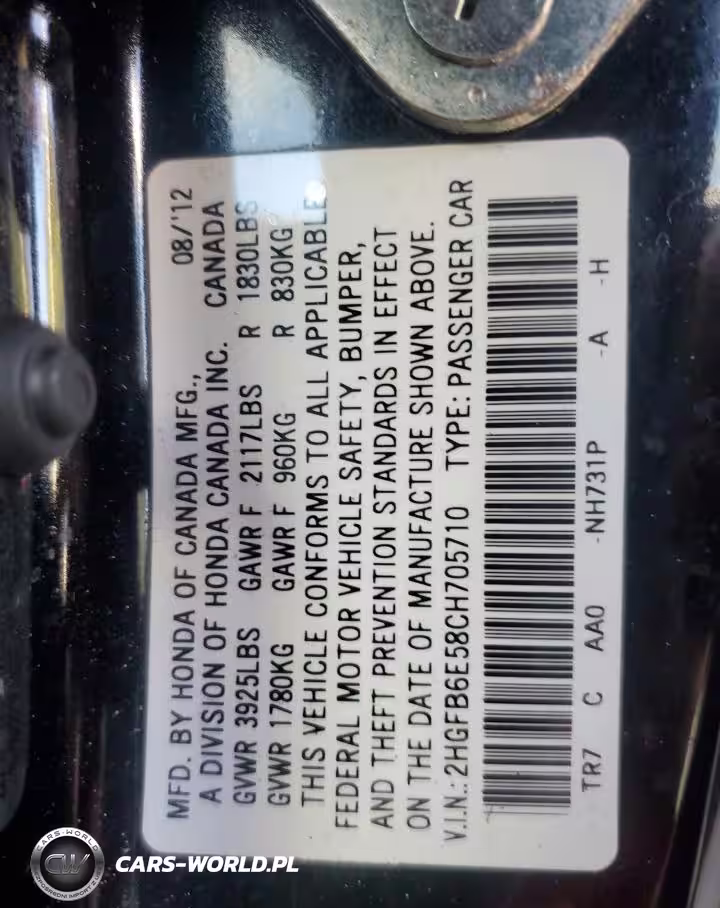 MFD. BY HONDA OF CANADA MFG., 08/'12
A DIVISION OF HONDA CANADA INC. CANADA
GVWR 3925LBS GAWR F 2117LBS R 1830LBS
GVWR 1780KG GAWR F 960KG R 830KG
THIS VEHICLE CONFORMS TO ALL APPLICABLE
FEDERAL MOTOR VEHICLE SAFETY, BUMPER,
AND THEFT PREVENTION STANDARDS IN EFFECT
ON THE DATE OF MANUFACTURE SHOWN ABOVE.
V.I.N.: 2HGFB6E58CH705710 TYPE: PASSENGER CAR
TR7 C AA0 -NH731P -A -H
CARS-WORLD
CW
CARS-WORLD.PL